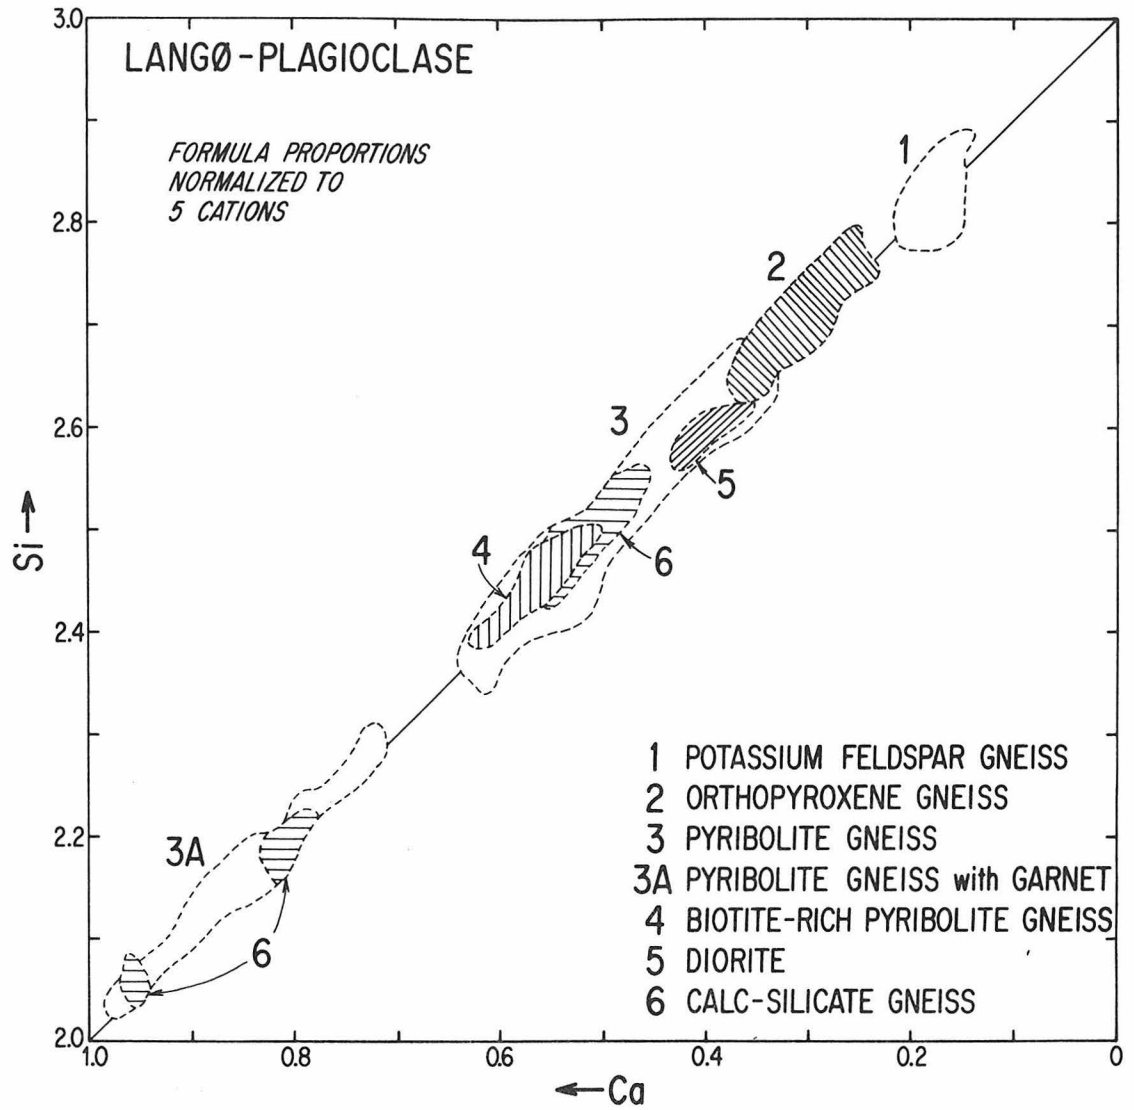 3.0
LANGØ-PLAGIOCLASE
FORMULA PROPORTIONS
NORMALIZED TO
5 CATIONS
1
2.8
2
3
2.6
5
4
6
2.4
Si
3A
2.2
6
1 POTASSIUM FELDSPAR GNEISS
2 ORTHOPYROXENE GNEISS
3 PYRIBOLITE GNEISS
3A PYRIBOLITE GNEISS with GARNET
4 BIOTITE-RICH PYRIBOLITE GNEISS
5 DIORITE
6 CALC-SILICATE GNEISS
2.0
1.0 0.8 0.6 0.4 0.2 0
Ca